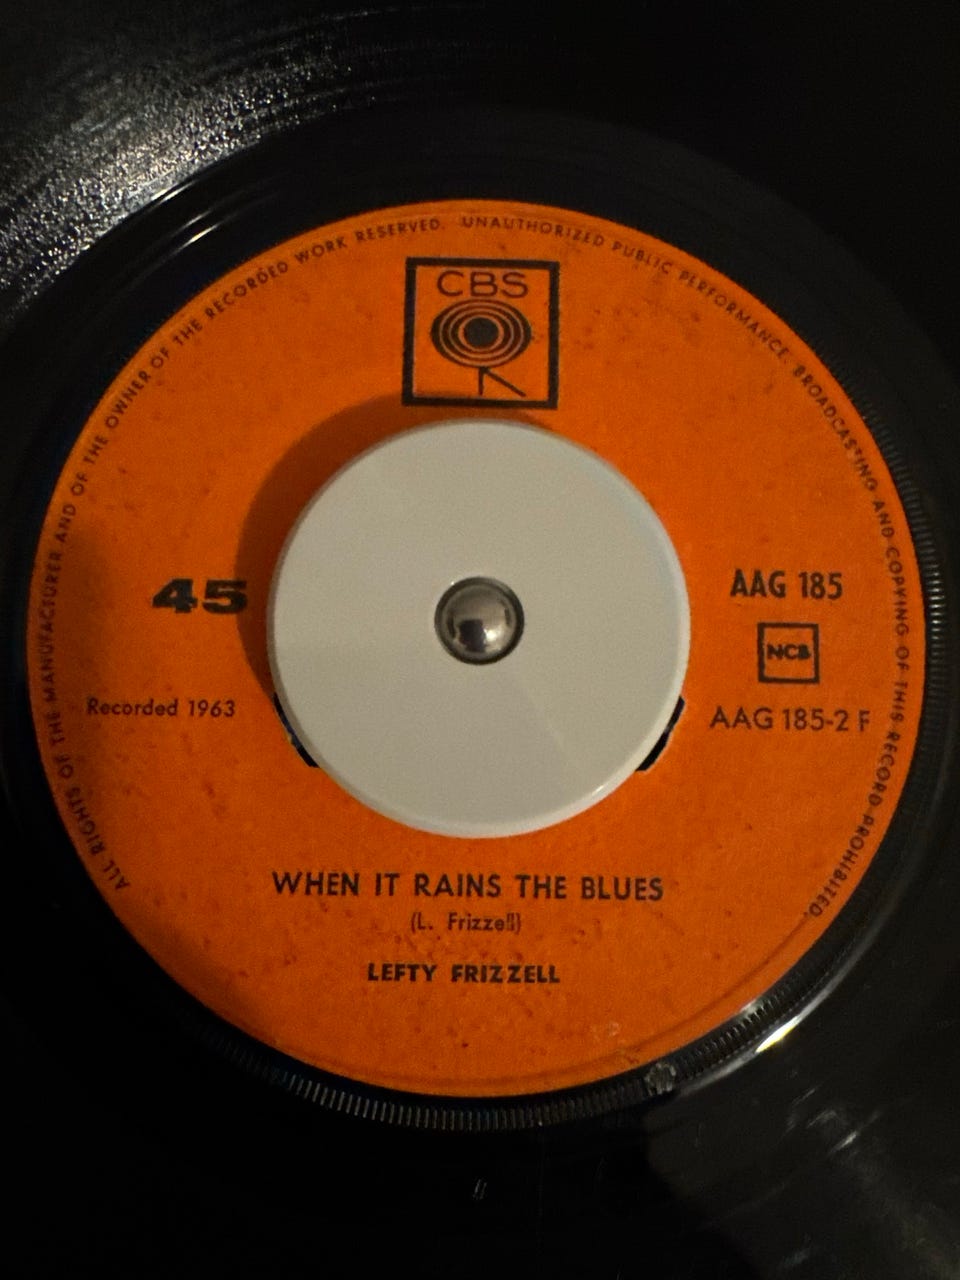 ALL RIGHTS OF THE MANUFACTURER AND OF THE OWNER OF THE RECORDED WORK RESERVED. UNAUTHORIZED PUBLIC PERFORMANCE. BROADCASTING AND COPYING OF THIS RECORD PROHIBITED
CBS
45
AAG 185
NCB
Recorded 1963
AAG 185-2 F
WHEN IT RAINS THE BLUES
(L. Frizzell)
LEFTY FRIZZELL